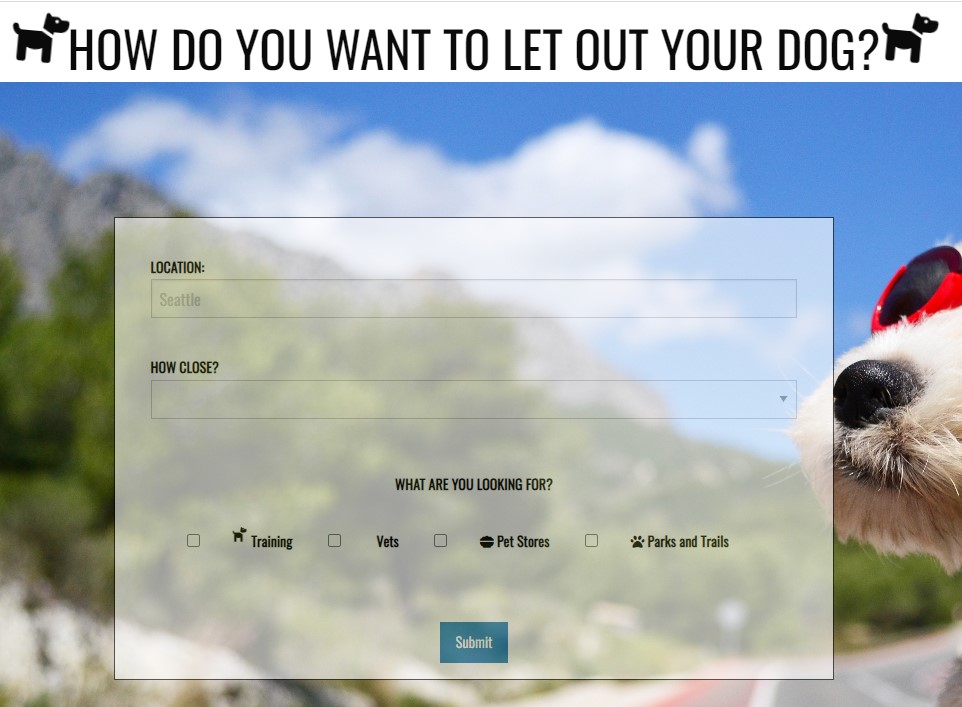 HOW DO YOU WANT TO LET OUT YOUR DOG?
LOCATION:
Seattle
HOW CLOSE?
WHAT ARE YOU LOOKING FOR?
Training Vets Pet Stores Parks and Trails
Submit